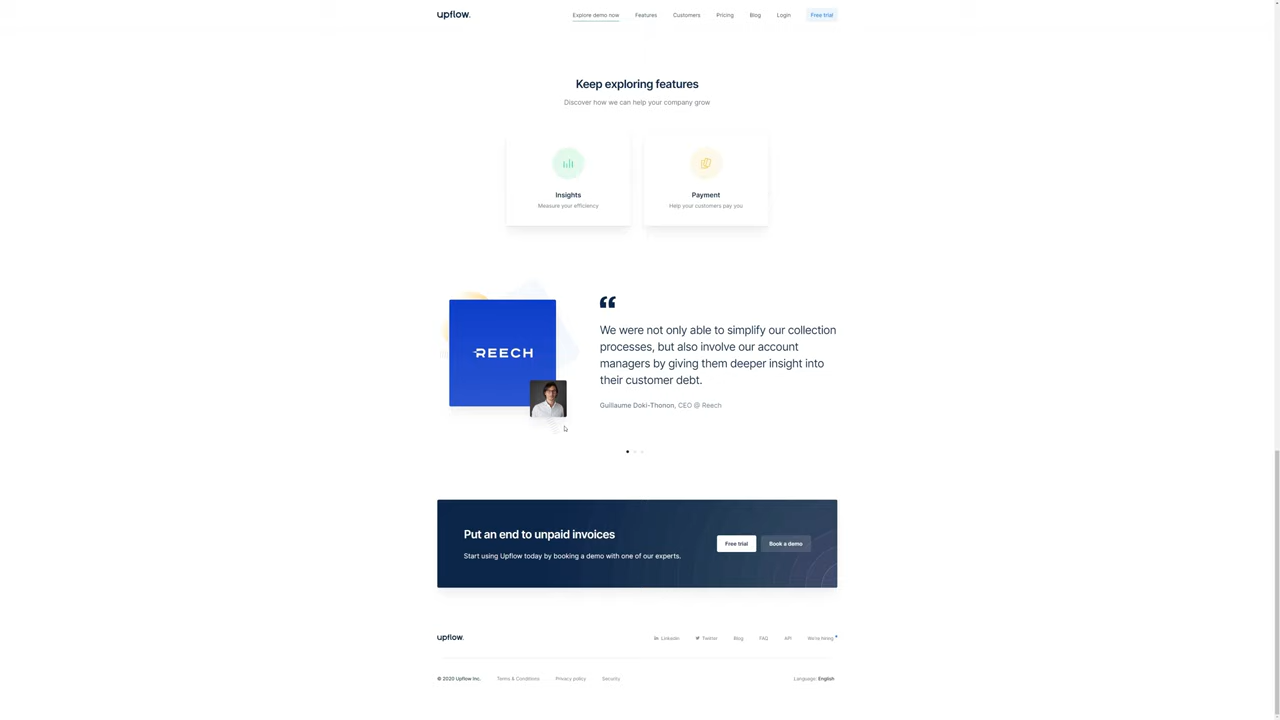 upflow.
Explore demo now
Features
Customers
Pricing
Blog
Login
Free trial
Keep exploring features
Discover how we can help your company grow
Insights
Measure your efficiency
Payment
Help your customers pay you
REECH
“
We were not only able to simplify our collection
processes, but also involve our account
managers by giving them deeper insight into
their customer debt.
Guillaume Doki-Thonon, CEO @ Reech
Put an end to unpaid invoices
Start using Upflow today by booking a demo with one of our experts.
Free trial
Book a demo
upflow.
LinkedIn
Twitter
Blog
FAQ
API
We're hiring
© 2020 Upflow Inc.
Terms & Conditions
Privacy policy
Security
Language: English